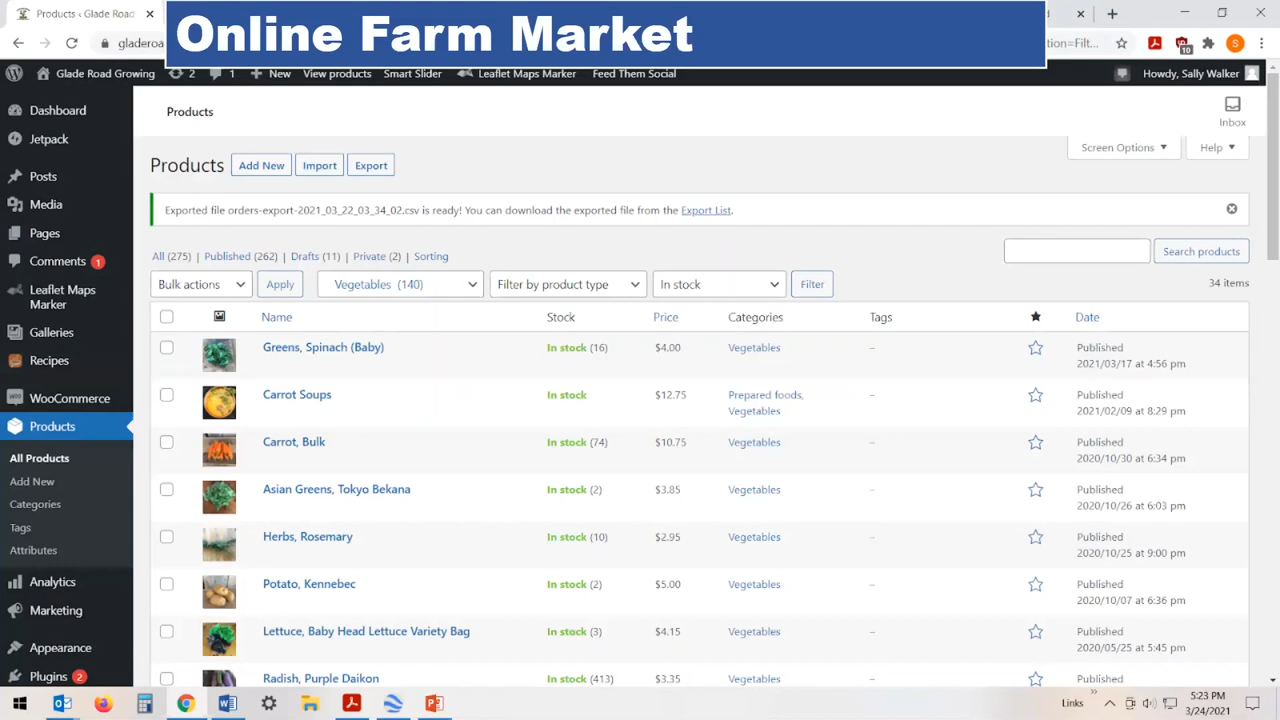 Products ‹ Glade Roa
Online Farm Market
gladeroa
ion=Filt...
10
S
Glade Road Growing
2
1
New
View products
Smart Slider
Leaflet Maps Marker
Feed Them Social
Howdy, Sally Walker
Dashboard
Jetpack
Posts
Media
Pages
Comments 1
Leaflet Maps
Marker
Galleries
Recipes
WooCommerce
Products
All Products
Add New
Categories
Tags
Attributes
Analytics
Marketing
Appearance
Plugins 2
Products
Inbox
Screen Options ▼
Help ▼
Products Add New Import Export
Exported file orders-export-2021_03_22_03_34_02.csv is ready! You can download the exported file from the Export List.
All (275) | Published (262) | Drafts (11) | Private (2) | Sorting
Search products
Bulk actions Apply Vegetables (140) Filter by product type In stock Filter
34 items
Name Stock Price Categories Tags ★ Date
Greens, Spinach (Baby) In stock (16) $4.00 Vegetables – Published
2021/03/17 at 4:56 pm
Carrot Soups In stock $12.75 Prepared foods, – Published
Vegetables 2021/02/09 at 8:29 pm
Carrot, Bulk In stock (74) $10.75 Vegetables – Published
2020/10/30 at 6:34 pm
Asian Greens, Tokyo Bekana In stock (2) $3.85 Vegetables – Published
2020/10/26 at 6:03 pm
Herbs, Rosemary In stock (10) $2.95 Vegetables – Published
2020/10/25 at 9:00 pm
Potato, Kennebec In stock (2) $5.00 Vegetables – Published
2020/10/07 at 6:36 pm
Lettuce, Baby Head Lettuce Variety Bag In stock (3) $4.15 Vegetables – Published
2020/05/25 at 5:45 pm
Radish, Purple Daikon In stock (413) $3.35 Vegetables – Published
Links
5:23 PM
3/24/2021